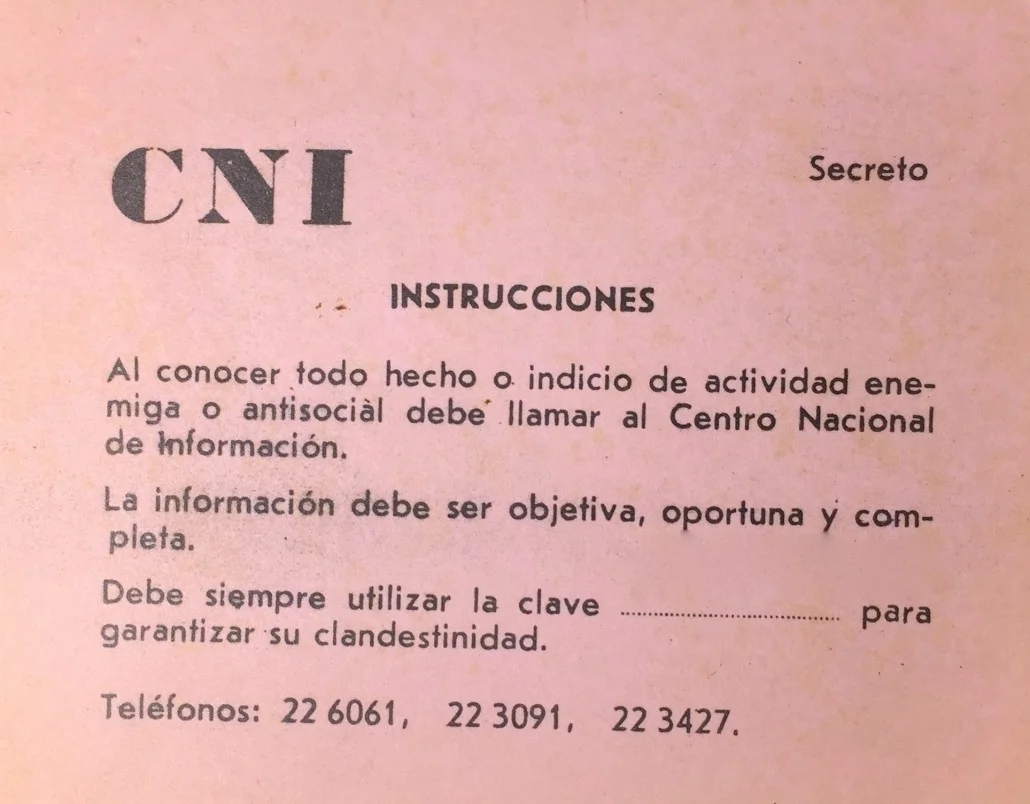 CNI
Secreto
INSTRUCCIONES
Al conocer todo hecho o indicio de actividad ene-
miga o antisocial debe llamar al Centro Nacional
de Información.
La información debe ser objetiva, oportuna y com-
pleta.
Debe siempre utilizar la clave ........................................ para
garantizar su clandestinidad.
Teléfonos: 22 6061, 22 3091, 22 3427.